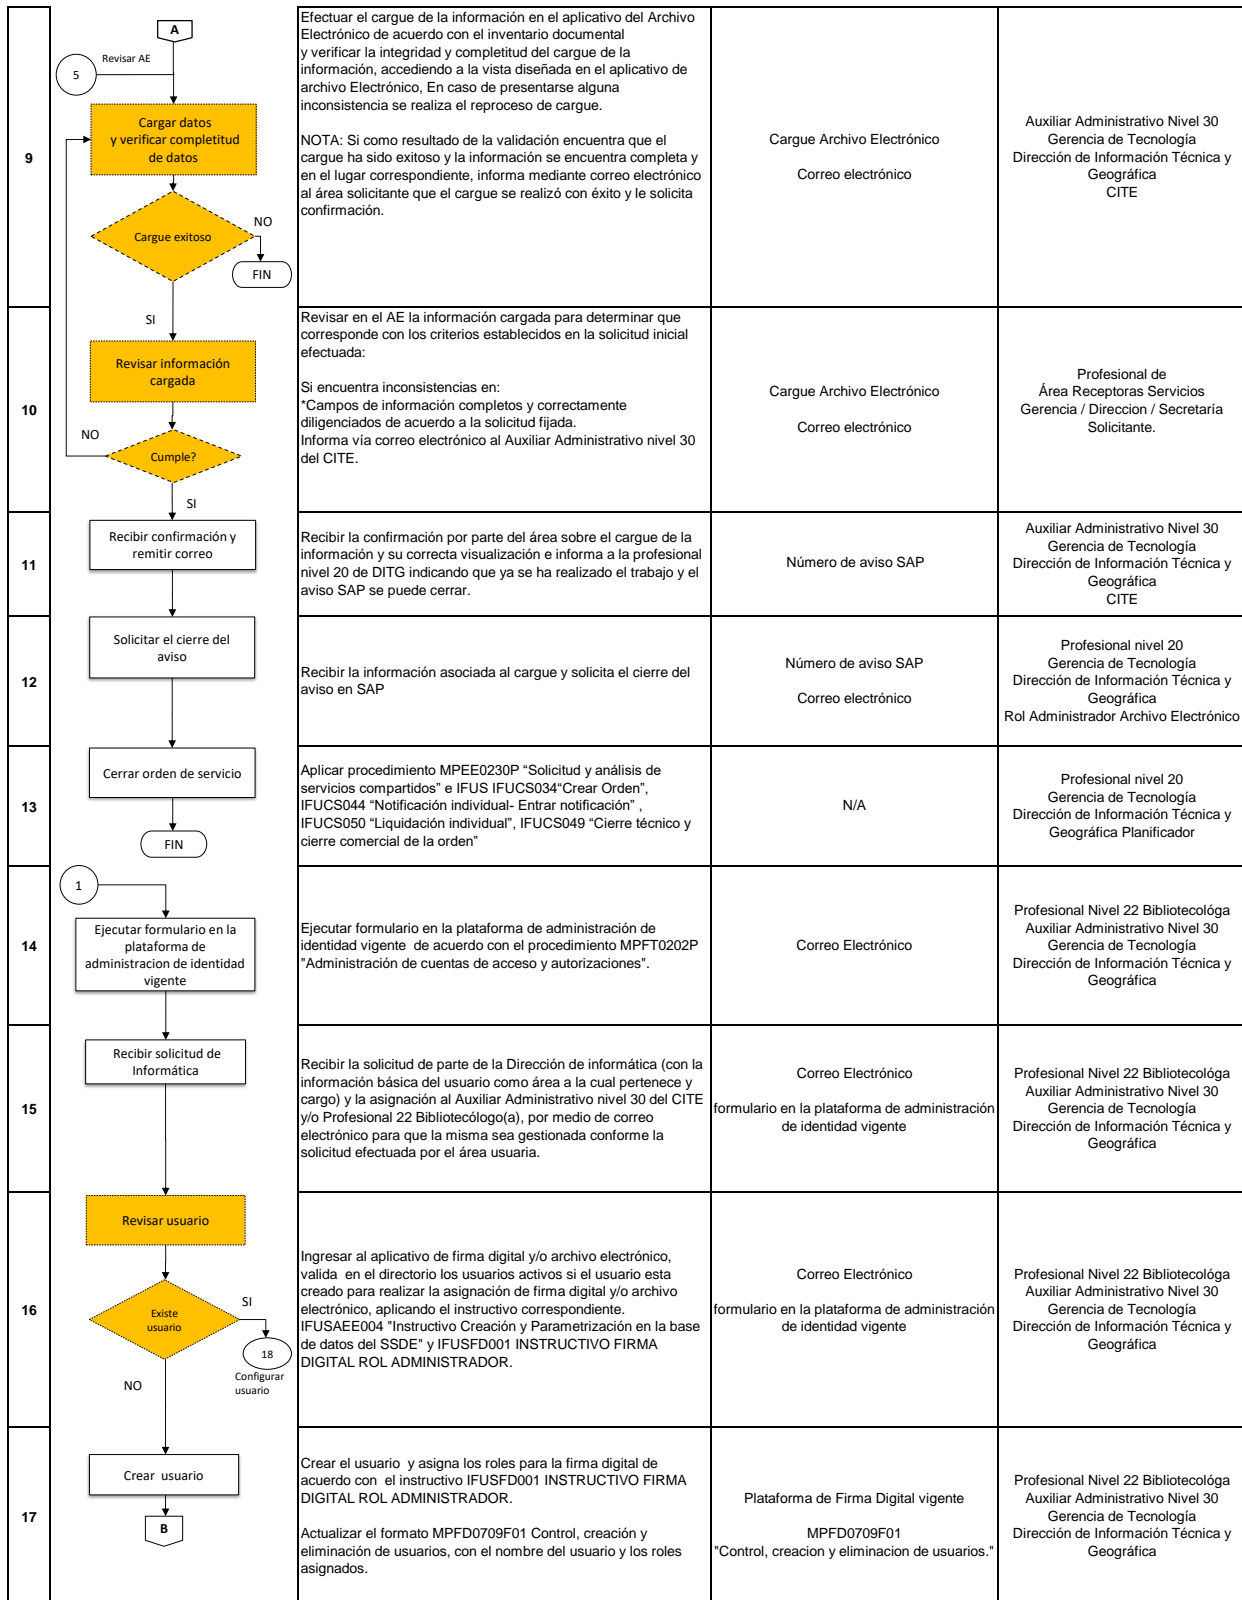 9
A
Revisar AE
5
Cargar datos
y verificar completitud
de datos
Cargue exitoso
NO
FIN
SI
Efectuar el cargue de la información en el aplicativo del Archivo
Electrónico de acuerdo con el inventario documental
y verificar la integridad y completitud del cargue de la
información, accediendo a la vista diseñada en el aplicativo de
archivo Electrónico, En caso de presentarse alguna
inconsistencia se realiza el reproceso de cargue.
NOTA: Si como resultado de la validación encuentra que el
cargue ha sido exitoso y la información se encuentra completa y
en el lugar correspondiente, informa mediante correo electrónico
al área solicitante que el cargue se realizó con éxito y le solicita
confirmación.
Cargue Archivo Electrónico
Correo electrónico
Auxiliar Administrativo Nivel 30
Gerencia de Tecnología
Dirección de Información Técnica y
Geográfica
CITE
10
Revisar información
cargada
NO
Cumple?
SI
Revisar en el AE la información cargada para determinar que
corresponde con los criterios establecidos en la solicitud inicial
efectuada:
Si encuentra inconsistencias en:
*Campos de información completos y correctamente
diligenciados de acuerdo a la solicitud fijada.
Informa vía correo electrónico al Auxiliar Administrativo nivel 30
del CITE.
Cargue Archivo Electrónico
Correo electrónico
Profesional de
Área Receptoras Servicios
Gerencia / Direccion / Secretaría
Solicitante.
11
Recibir confirmación y
remitir correo
Recibir la confirmación por parte del área sobre el cargue de la
información y su correcta visualización e informa a la profesional
nivel 20 de DITG indicando que ya se ha realizado el trabajo y el
aviso SAP se puede cerrar.
Número de aviso SAP
Auxiliar Administrativo Nivel 30
Gerencia de Tecnología
Dirección de Información Técnica y
Geográfica
CITE
12
Solicitar el cierre del
aviso
Recibir la información asociada al cargue y solicita el cierre del
aviso en SAP
Número de aviso SAP
Correo electrónico
Profesional nivel 20
Gerencia de Tecnología
Dirección de Información Técnica y
Geográfica
Rol Administrador Archivo Electrónico
13
Cerrar orden de servicio
FIN
Aplicar procedimiento MPEE0230P “Solicitud y análisis de
servicios compartidos” e IFUS IFUCS034“Crear Orden”,
IFUCS044 “Notificación individual- Entrar notificación” ,
IFUCS050 “Liquidación individual”, IFUCS049 “Cierre técnico y
cierre comercial de la orden”
N/A
Profesional nivel 20
Gerencia de Tecnología
Dirección de Información Técnica y
Geográfica Planificador
14
1
Ejecutar formulario en la
plataforma de
administracion de identidad
vigente
Ejecutar formulario en la plataforma de administración de
identidad vigente  de acuerdo con el procedimiento MPFT0202P
"Administración de cuentas de acceso y autorizaciones".
Correo Electrónico
Profesional Nivel 22 Bibliotecológa
Auxiliar Administrativo Nivel 30
Gerencia de Tecnología
Dirección de Información Técnica y
Geográfica
15
Recibir solicitud de
Informática
Recibir la solicitud de parte de la Dirección de informática (con la
información básica del usuario como área a la cual pertenece y
cargo) y la asignación al Auxiliar Administrativo nivel 30 del CITE
y/o Profesional 22 Bibliotecólogo(a), por medio de correo
electrónico para que la misma sea gestionada conforme la
solicitud efectuada por el área usuaria.
Correo Electrónico
formulario en la plataforma de administración
de identidad vigente
Profesional Nivel 22 Bibliotecológa
Auxiliar Administrativo Nivel 30
Gerencia de Tecnología
Dirección de Información Técnica y
Geográfica
16
Revisar usuario
Existe
usuario
SI
18
Configurar
usuario
NO
Ingresar al aplicativo de firma digital y/o archivo electrónico,
valida  en el directorio los usuarios activos si el usuario esta
creado para realizar la asignación de firma digital y/o archivo
electrónico, aplicando el instructivo correspondiente.
IFUSAEE004 "Instructivo Creación y Parametrización en la base
de datos del SSDE" y IFUSFD001 INSTRUCTIVO FIRMA
DIGITAL ROL ADMINISTRADOR.
Correo Electrónico
formulario en la plataforma de administración
de identidad vigente
Profesional Nivel 22 Bibliotecológa
Auxiliar Administrativo Nivel 30
Gerencia de Tecnología
Dirección de Información Técnica y
Geográfica
17
Crear  usuario
B
Crear el usuario  y asigna los roles para la firma digital de
acuerdo con  el instructivo IFUSFD001 INSTRUCTIVO FIRMA
DIGITAL ROL ADMINISTRADOR.
Actualizar el formato MPFD0709F01 Control, creación y
eliminación de usuarios, con el nombre del usuario y los roles
asignados.
Plataforma de Firma Digital vigente
MPFD0709F01
"Control, creacion y eliminacion de usuarios."
Profesional Nivel 22 Bibliotecológa
Auxiliar Administrativo Nivel 30
Gerencia de Tecnología
Dirección de Información Técnica y
Geográfica